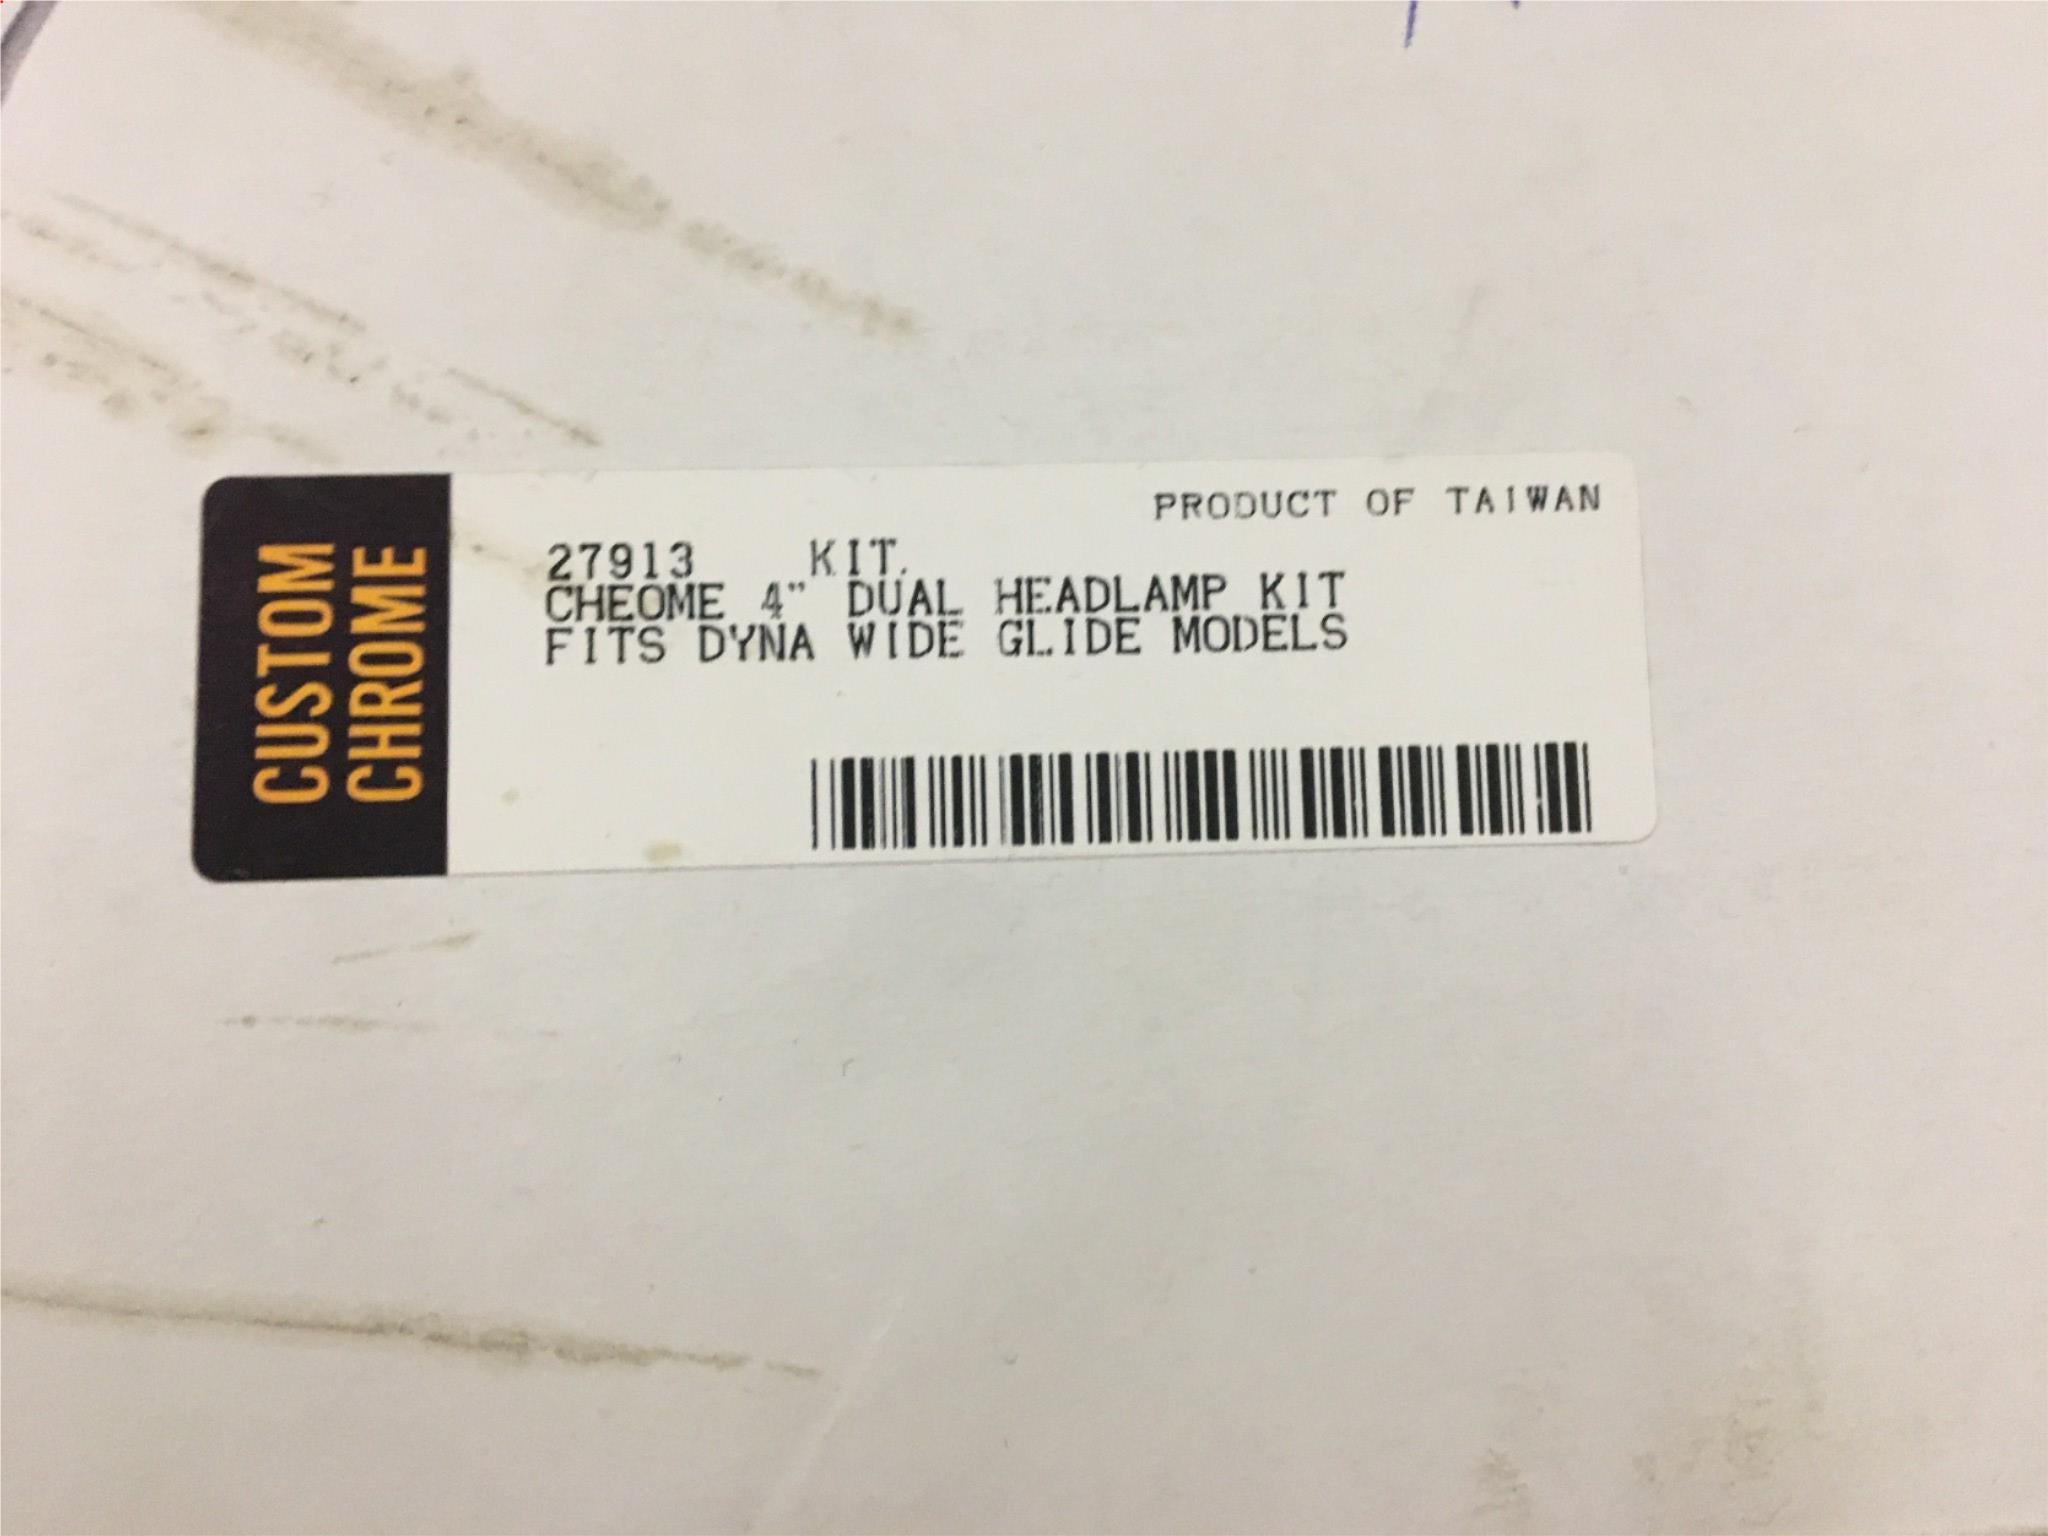 CUSTOM
CHROME
PRODUCT OF TAIWAN
27913 KIT.
CHEOME 4" DUAL HEADLAMP KIT
FITS DYNA WIDE GLIDE MODELS